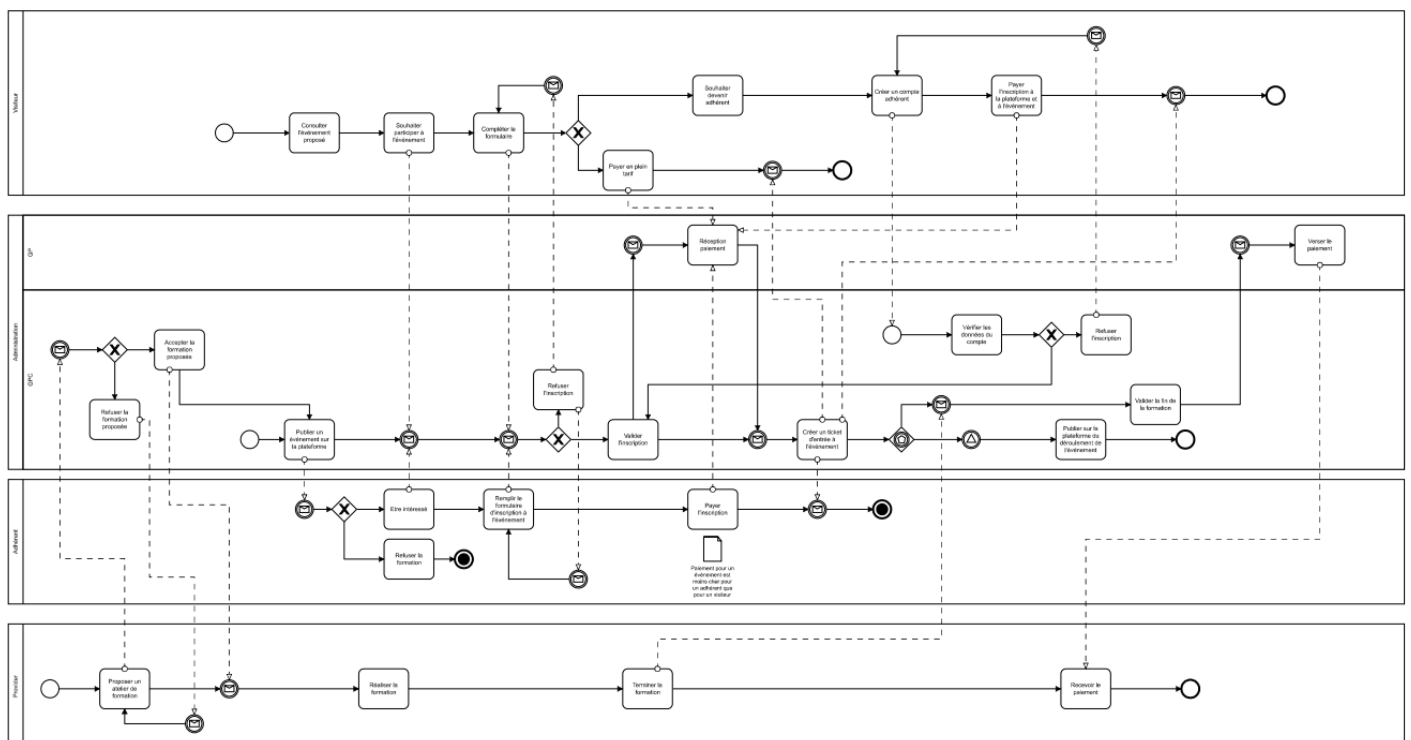 Visiteur
Consulter
l'événement
proposé
Souhaiter
participer à
l'événement
Compléter le
formulaire
Souhaiter
devenir
adhérent
Créer un compte
adhérent
Payer
l'inscription à
la plateforme et
à l'événement
Payer en plein
tarif
Administration
GP
Réception
paiement
Verser le
paiement
GPC
Accepter la
formation
proposée
Refuser la
formation
proposée
Vérifier les
données du
compte
Refuser
l'inscription
Refuser
l'inscription
Publier un
événement sur
la plateforme
Valider
l'inscription
Créer un ticket
d'entrée à
l'événement
Valider la fin de
la formation
Publier sur la
plateforme du
déroulement de
l'événement
Adhérent
Etre intéressé
Remplir le
formulaire
d'inscription à
l'événement
Payer
l'inscription
Refuser la
formation
Paiement pour un
événement est
moins cher pour
un adhérent que
pour un visiteur
Provider
Proposer un
atelier de
formation
Réaliser la
formation
Terminer la
formation
Recevoir le
paiement